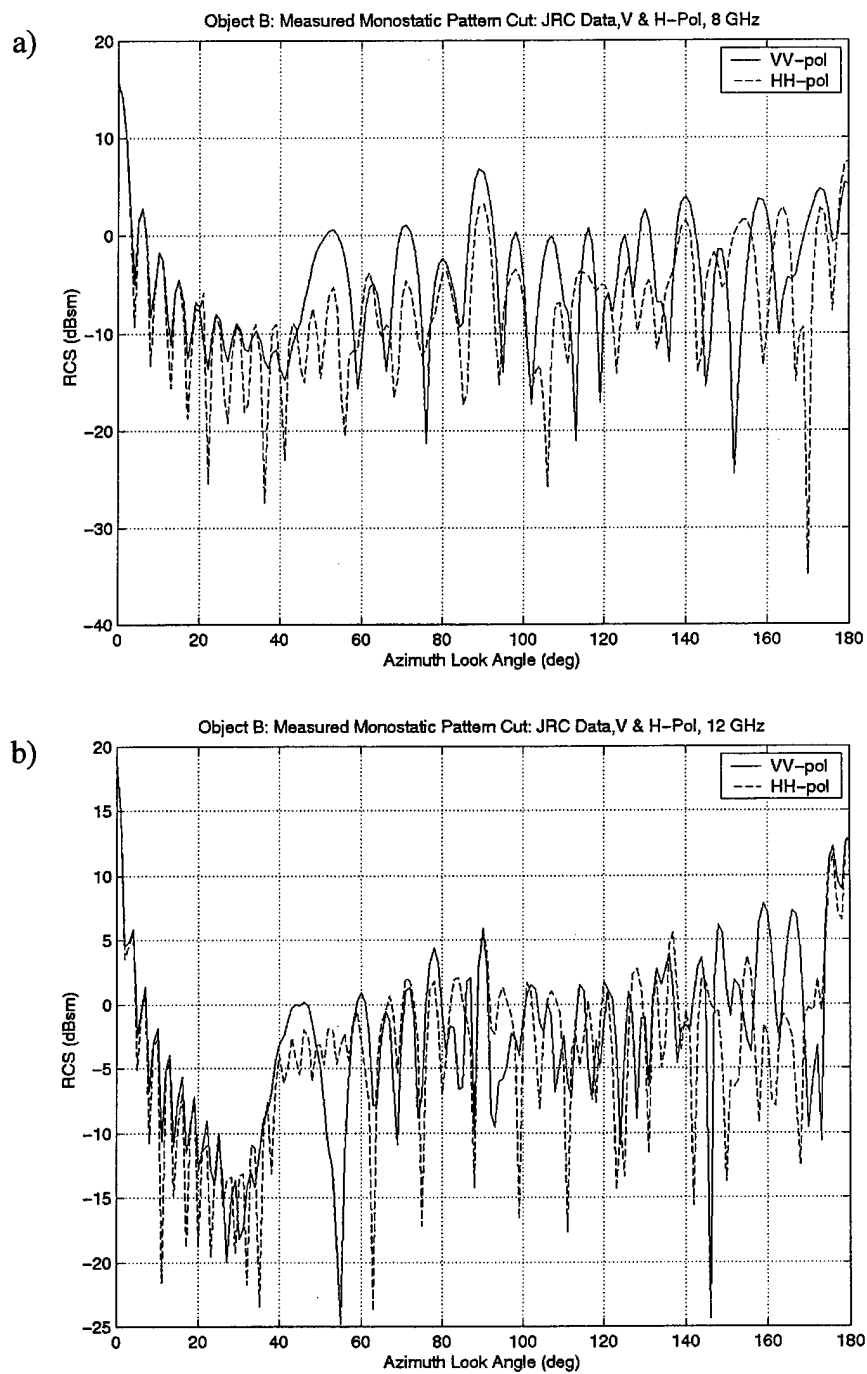 a)
Object B: Measured Monostatic Pattern Cut: JRC Data,V & H−Pol, 8 GHz
20
10
0
−10
−20
−30
−40
RCS (dBsm)
VV−pol
HH−pol
0 20 40 60 80 100 120 140 160 180
Azimuth Look Angle (deg)
b)
Object B: Measured Monostatic Pattern Cut: JRC Data,V & H−Pol, 12 GHz
20
15
10
5
0
−5
−10
−15
−20
−25
RCS (dBsm)
VV−pol
HH−pol
0 20 40 60 80 100 120 140 160 180
Azimuth Look Angle (deg)